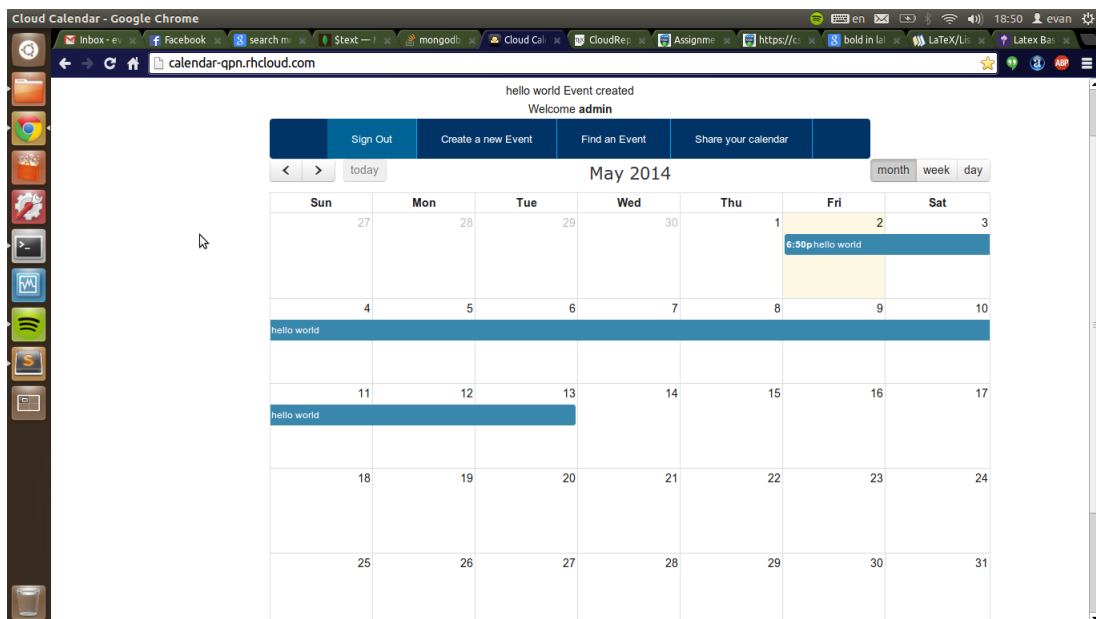 Cloud Calendar - Google Chrome
en 18:50 evan
Inbox - ev Facebook search m $text — mongodb Cloud Cal CloudRep Assignme https://cs bold in lat LaTeX/Lis Latex Bas
calendar-qpn.rhcloud.com ABP
hello world Event created
Welcome admin
Sign Out Create a new Event Find an Event Share your calendar
today May 2014 month week day
Sun Mon Tue Wed Thu Fri Sat
27 28 29 30 1 2 3
6:50p hello world
4 5 6 7 8 9 10
hello world
11 12 13 14 15 16 17
hello world
18 19 20 21 22 23 24
25 26 27 28 29 30 31